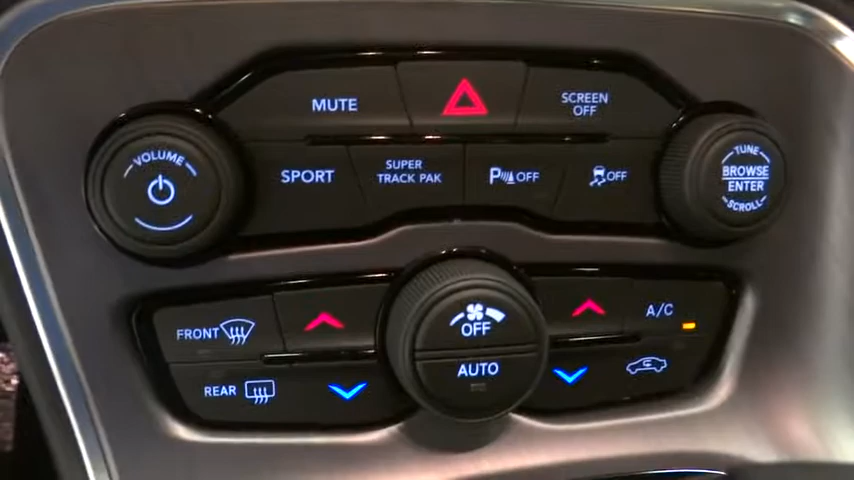 MUTE
SCREEN
OFF
VOLUME
SPORT
SUPER
TRACK PAK
P OFF
OFF
TUNE
BROWSE
ENTER
SCROLL
FRONT
OFF
A/C
REAR
AUTO